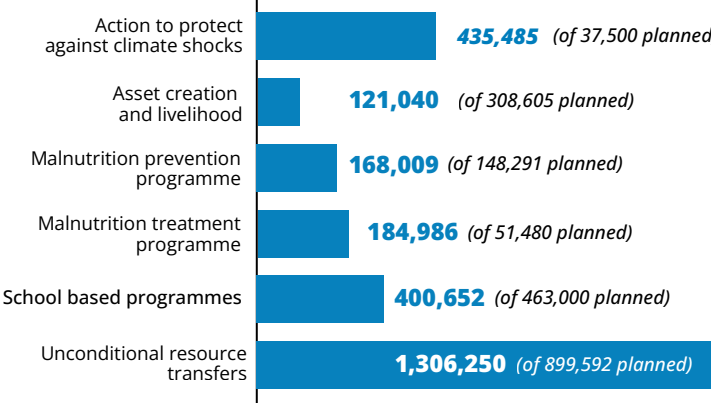 Action to protect
against climate shocks
435,485 (of 37,500 planned
Asset creation
and livelihood
121,040 (of 308,605 planned)
Malnutrition prevention
programme
168,009 (of 148,291 planned)
Malnutrition treatment
programme
184,986 (of 51,480 planned)
School based programmes
400,652 (of 463,000 planned)
Unconditional resource
transfers
1,306,250 (of 899,592 planned)